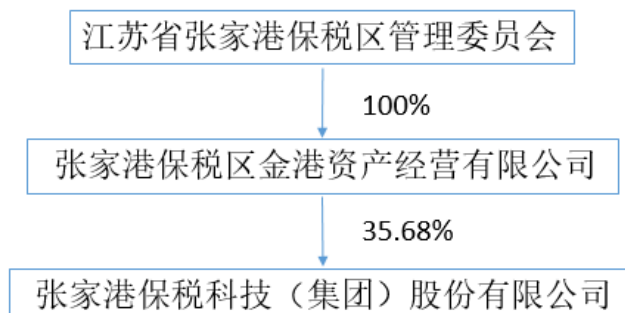 江苏省张家港保税区管理委员会
100%
张家港保税区金港资产经营有限公司
35.68%
张家港保税科技（集团）股份有限公司